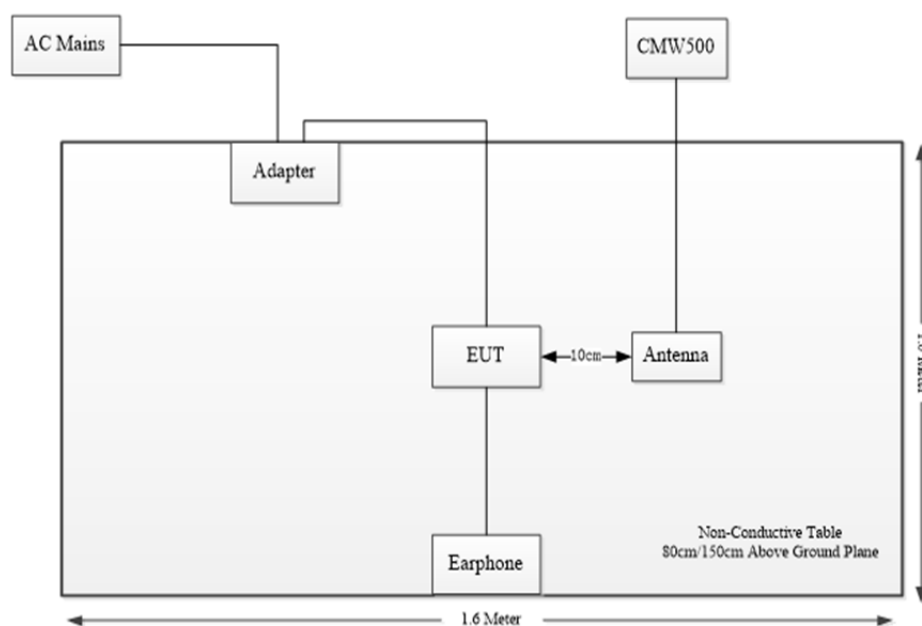 AC Mains
CMW500
Adapter
EUT
10cm
Antenna
Earphone
Non-Conductive Table
80cm/150cm Above Ground Plane
1.6 Meter